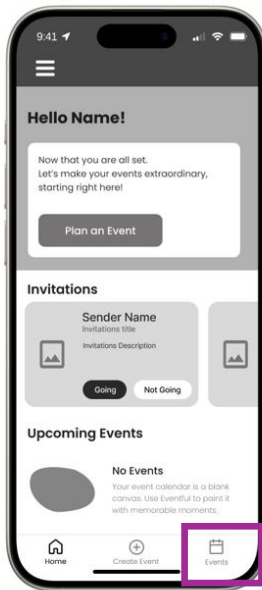 9:41
Hello Name!
Now that you are all set.
Let's make your events extraordinary,
starting right here!
Plan an Event
Invitations
Sender Name
Invitations title
Invitations Description
Going Not Going
Upcoming Events
No Events
Your event calendar is a blank
canvas. Use Eventful to paint it
with memorable moments.
Home Create Event Events